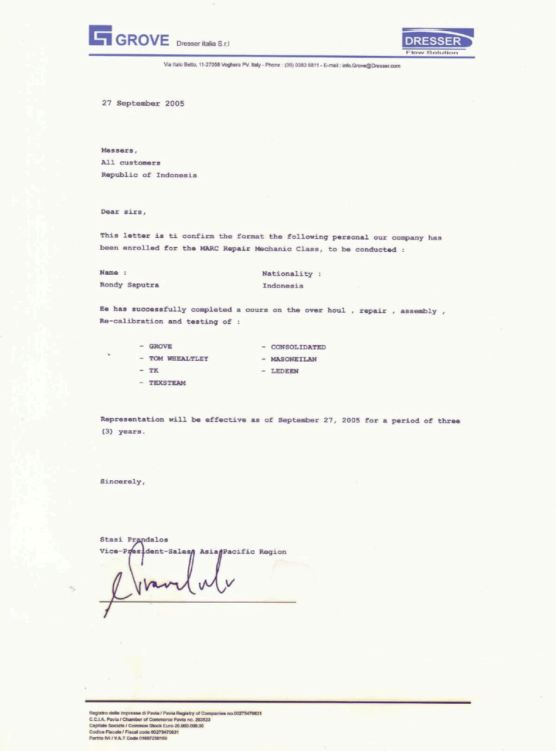 GROVE Dresser Italia S.r.l
DRESSER
Flow Solution
Via Italo Betto, 11-27058 Voghera PV. Italy - Phone : (39) 0383 6911 - E-mail : info.Grove@Dresser.com
27 September 2005
Messers,
All customers
Republic of Indonesia
Dear sirs,
This letter is ti confirm the format the following personal our company has
been enrolled for the MARC Repair Mechanic Class, to be conducted :
Name : Nationality :
Rondy Saputra Indonesia
He has successfully completed a cours on the over houl , repair , assembly ,
Re-calibration and testing of :
- GROVE - CONSOLIDATED
- TOM WHEALTLEY - MASONEILAN
- TK - LEDEEN
- TEXSTEAM
Representation will be effective as of September 27, 2005 for a period of three
(3) years.
Sincerely,
Stasi Prandalos
Vice-President-Sales, Asia Pacific Region
Registro delle Imprese di Pavia / Pavia Registry of Companies no.00275470631
C.C.I.A. Pavia / Chamber of Commerce Pavia no.
Capitale Sociale / Common Stock Euro 20.000.000,00
Codice Fiscale / Fiscal code 00275470631
Partita IVI / V.A.T Code